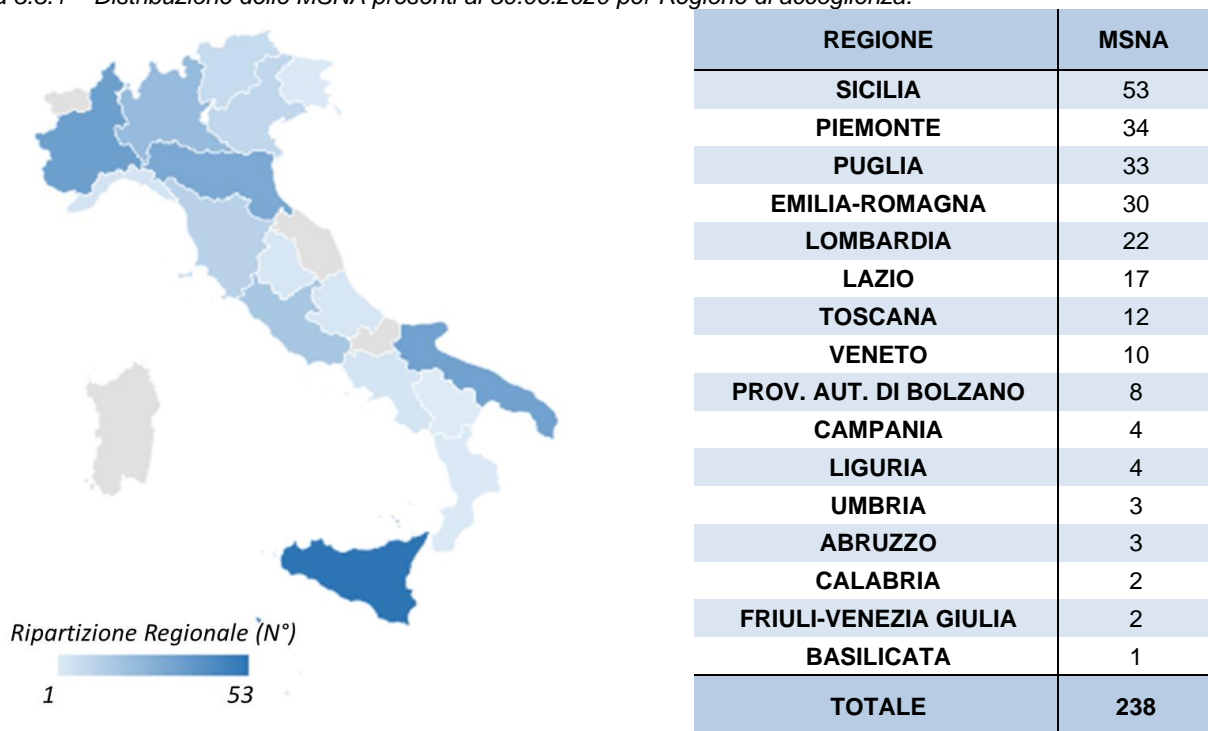 REGIONE MSNA
SICILIA 53
PIEMONTE 34
PUGLIA 33
EMILIA-ROMAGNA 30
LOMBARDIA 22
LAZIO 17
TOSCANA 12
VENETO 10
PROV. AUT. DI BOLZANO 8
CAMPANIA 4
LIGURIA 4
UMBRIA 3
ABRUZZO 3
CALABRIA 2
FRIULI-VENEZIA GIULIA 2
BASILICATA 1
TOTALE 238
Ripartizione Regionale (N°)
1 53